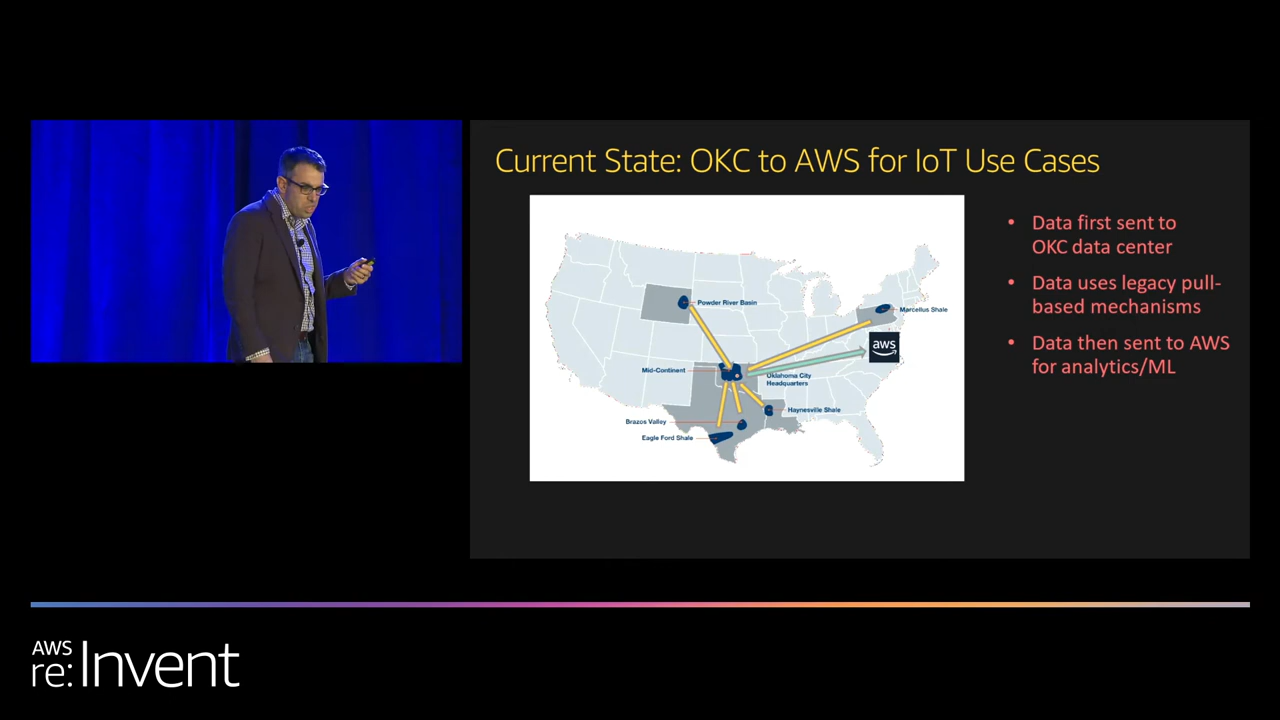 Current State: OKC to AWS for IoT Use Cases
Powder River Basin
Marcellus Shale
aws
Mid-Continent
Oklahoma City
Headquarters
Haynesville Shale
Brazos Valley
Eagle Ford Shale
• Data first sent to
OKC data center
• Data uses legacy pull-
based mechanisms
• Data then sent to AWS
for analytics/ML
AWS
re:Invent